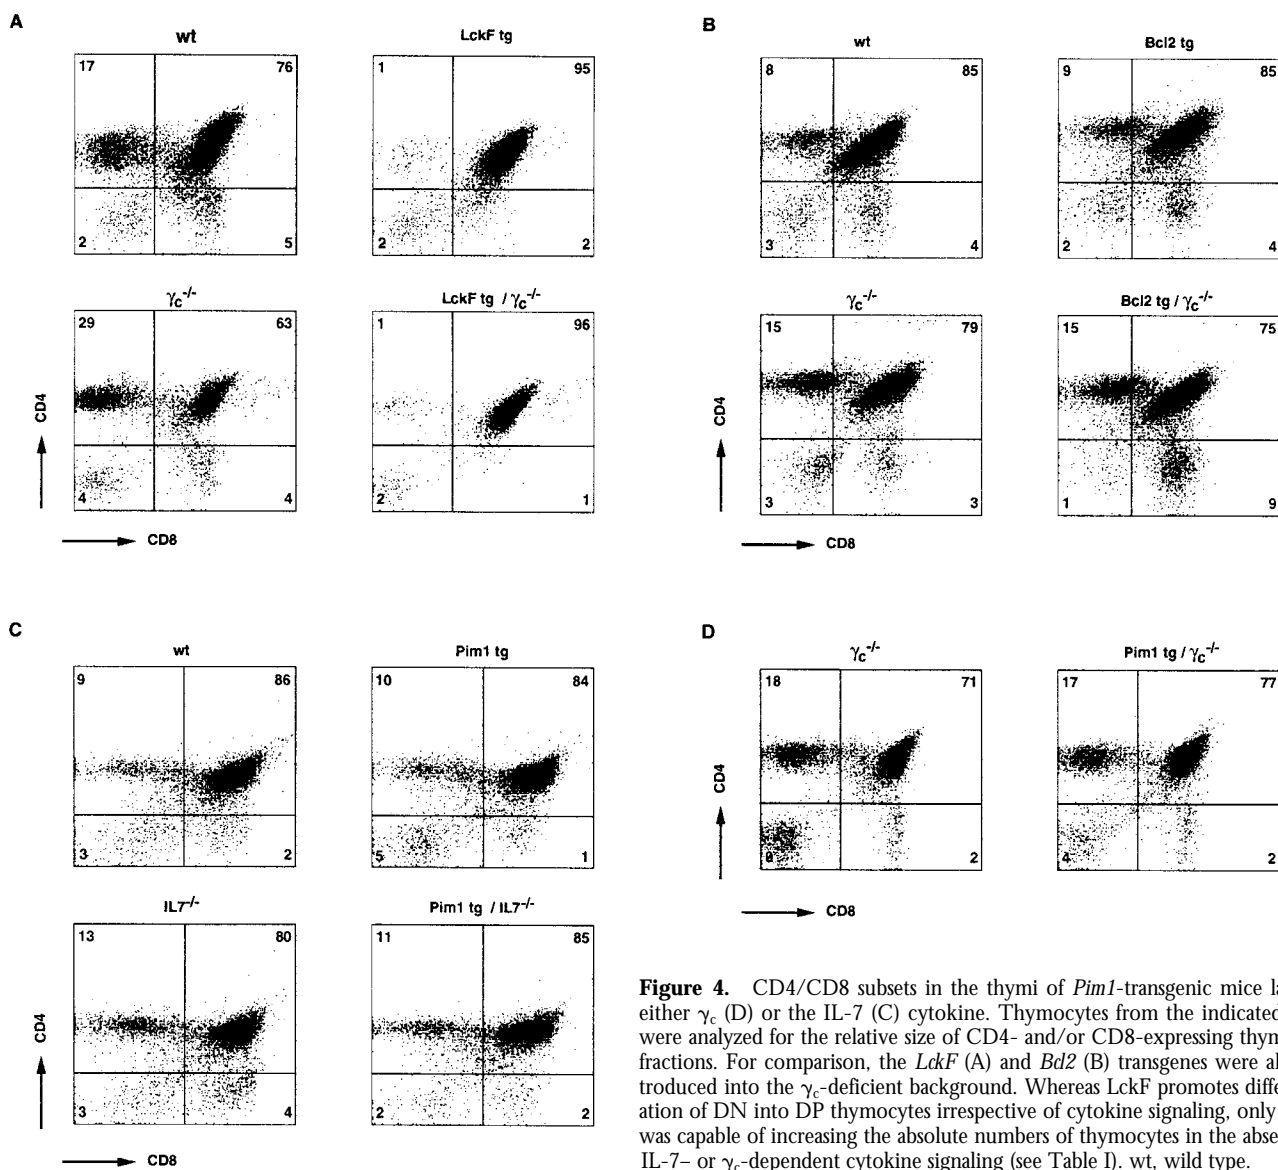 A
wt
17
76
2
5
LckF tg
1
95
2
2
γc-/-
29
63
4
4
LckF tg / γc-/-
1
96
2
1
CD4
CD8
B
wt
8
85
3
4
Bcl2 tg
9
85
2
4
γc-/-
15
79
3
3
Bcl2 tg / γc-/-
15
75
1
9
CD4
CD8
C
wt
9
86
3
2
Pim1 tg
10
84
5
1
IL7-/-
13
80
3
4
Pim1 tg / IL7-/-
11
85
2
2
CD4
CD8
D
γc-/-
18
71
2
Pim1 tg / γc-/-
17
77
4
2
CD4
CD8
Figure 4. CD4/CD8 subsets in the thymi of Pim1-transgenic mice la
either γc (D) or the IL-7 (C) cytokine. Thymocytes from the indicated
were analyzed for the relative size of CD4- and/or CD8-expressing thym
fractions. For comparison, the LckF (A) and Bcl2 (B) transgenes were al
troduced into the γc-deficient background. Whereas LckF promotes diffe
ation of DN into DP thymocytes irrespective of cytokine signaling, only
was capable of increasing the absolute numbers of thymocytes in the abse
IL-7– or γc-dependent cytokine signaling (see Table I). wt, wild type.